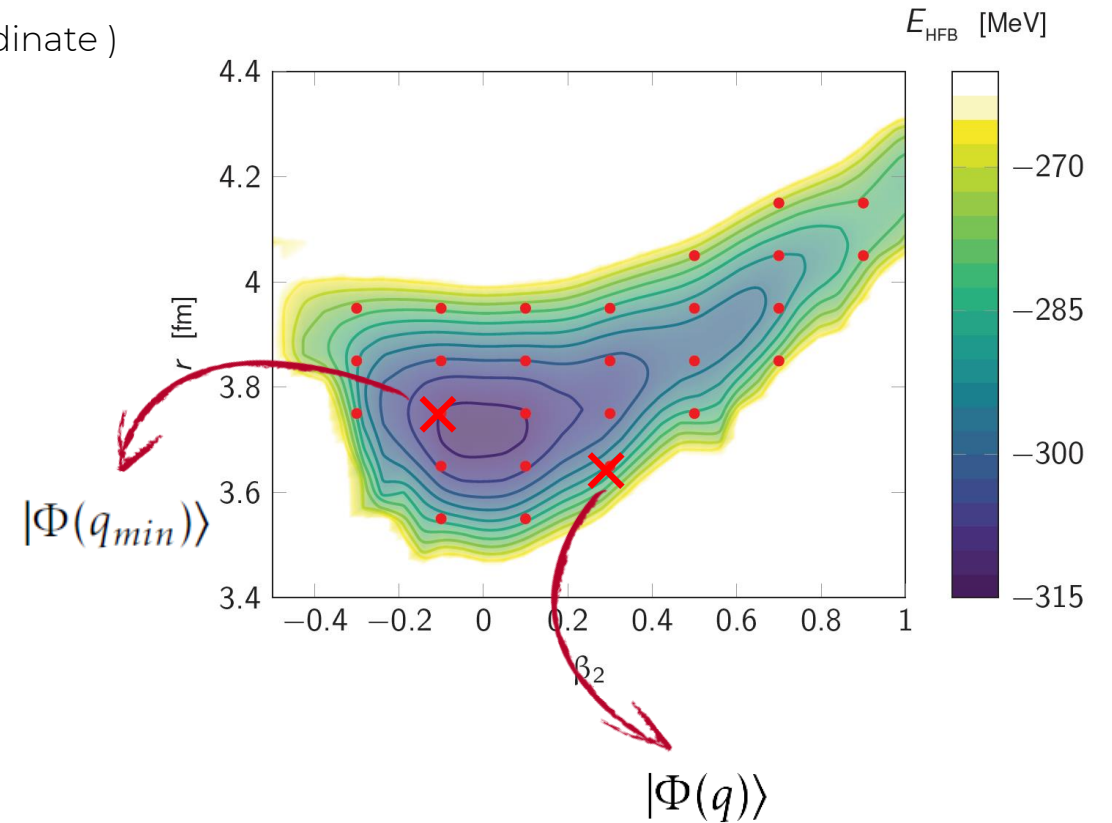 dinate )
E_HFB [MeV]
4.4
4.2
4
3.8
3.6
3.4
r [fm]
−0.4 −0.2 0 0.2 0.4 0.6 0.8 1
β₂
−270
−285
−300
−315
|Φ(q_min)⟩
|Φ(q)⟩